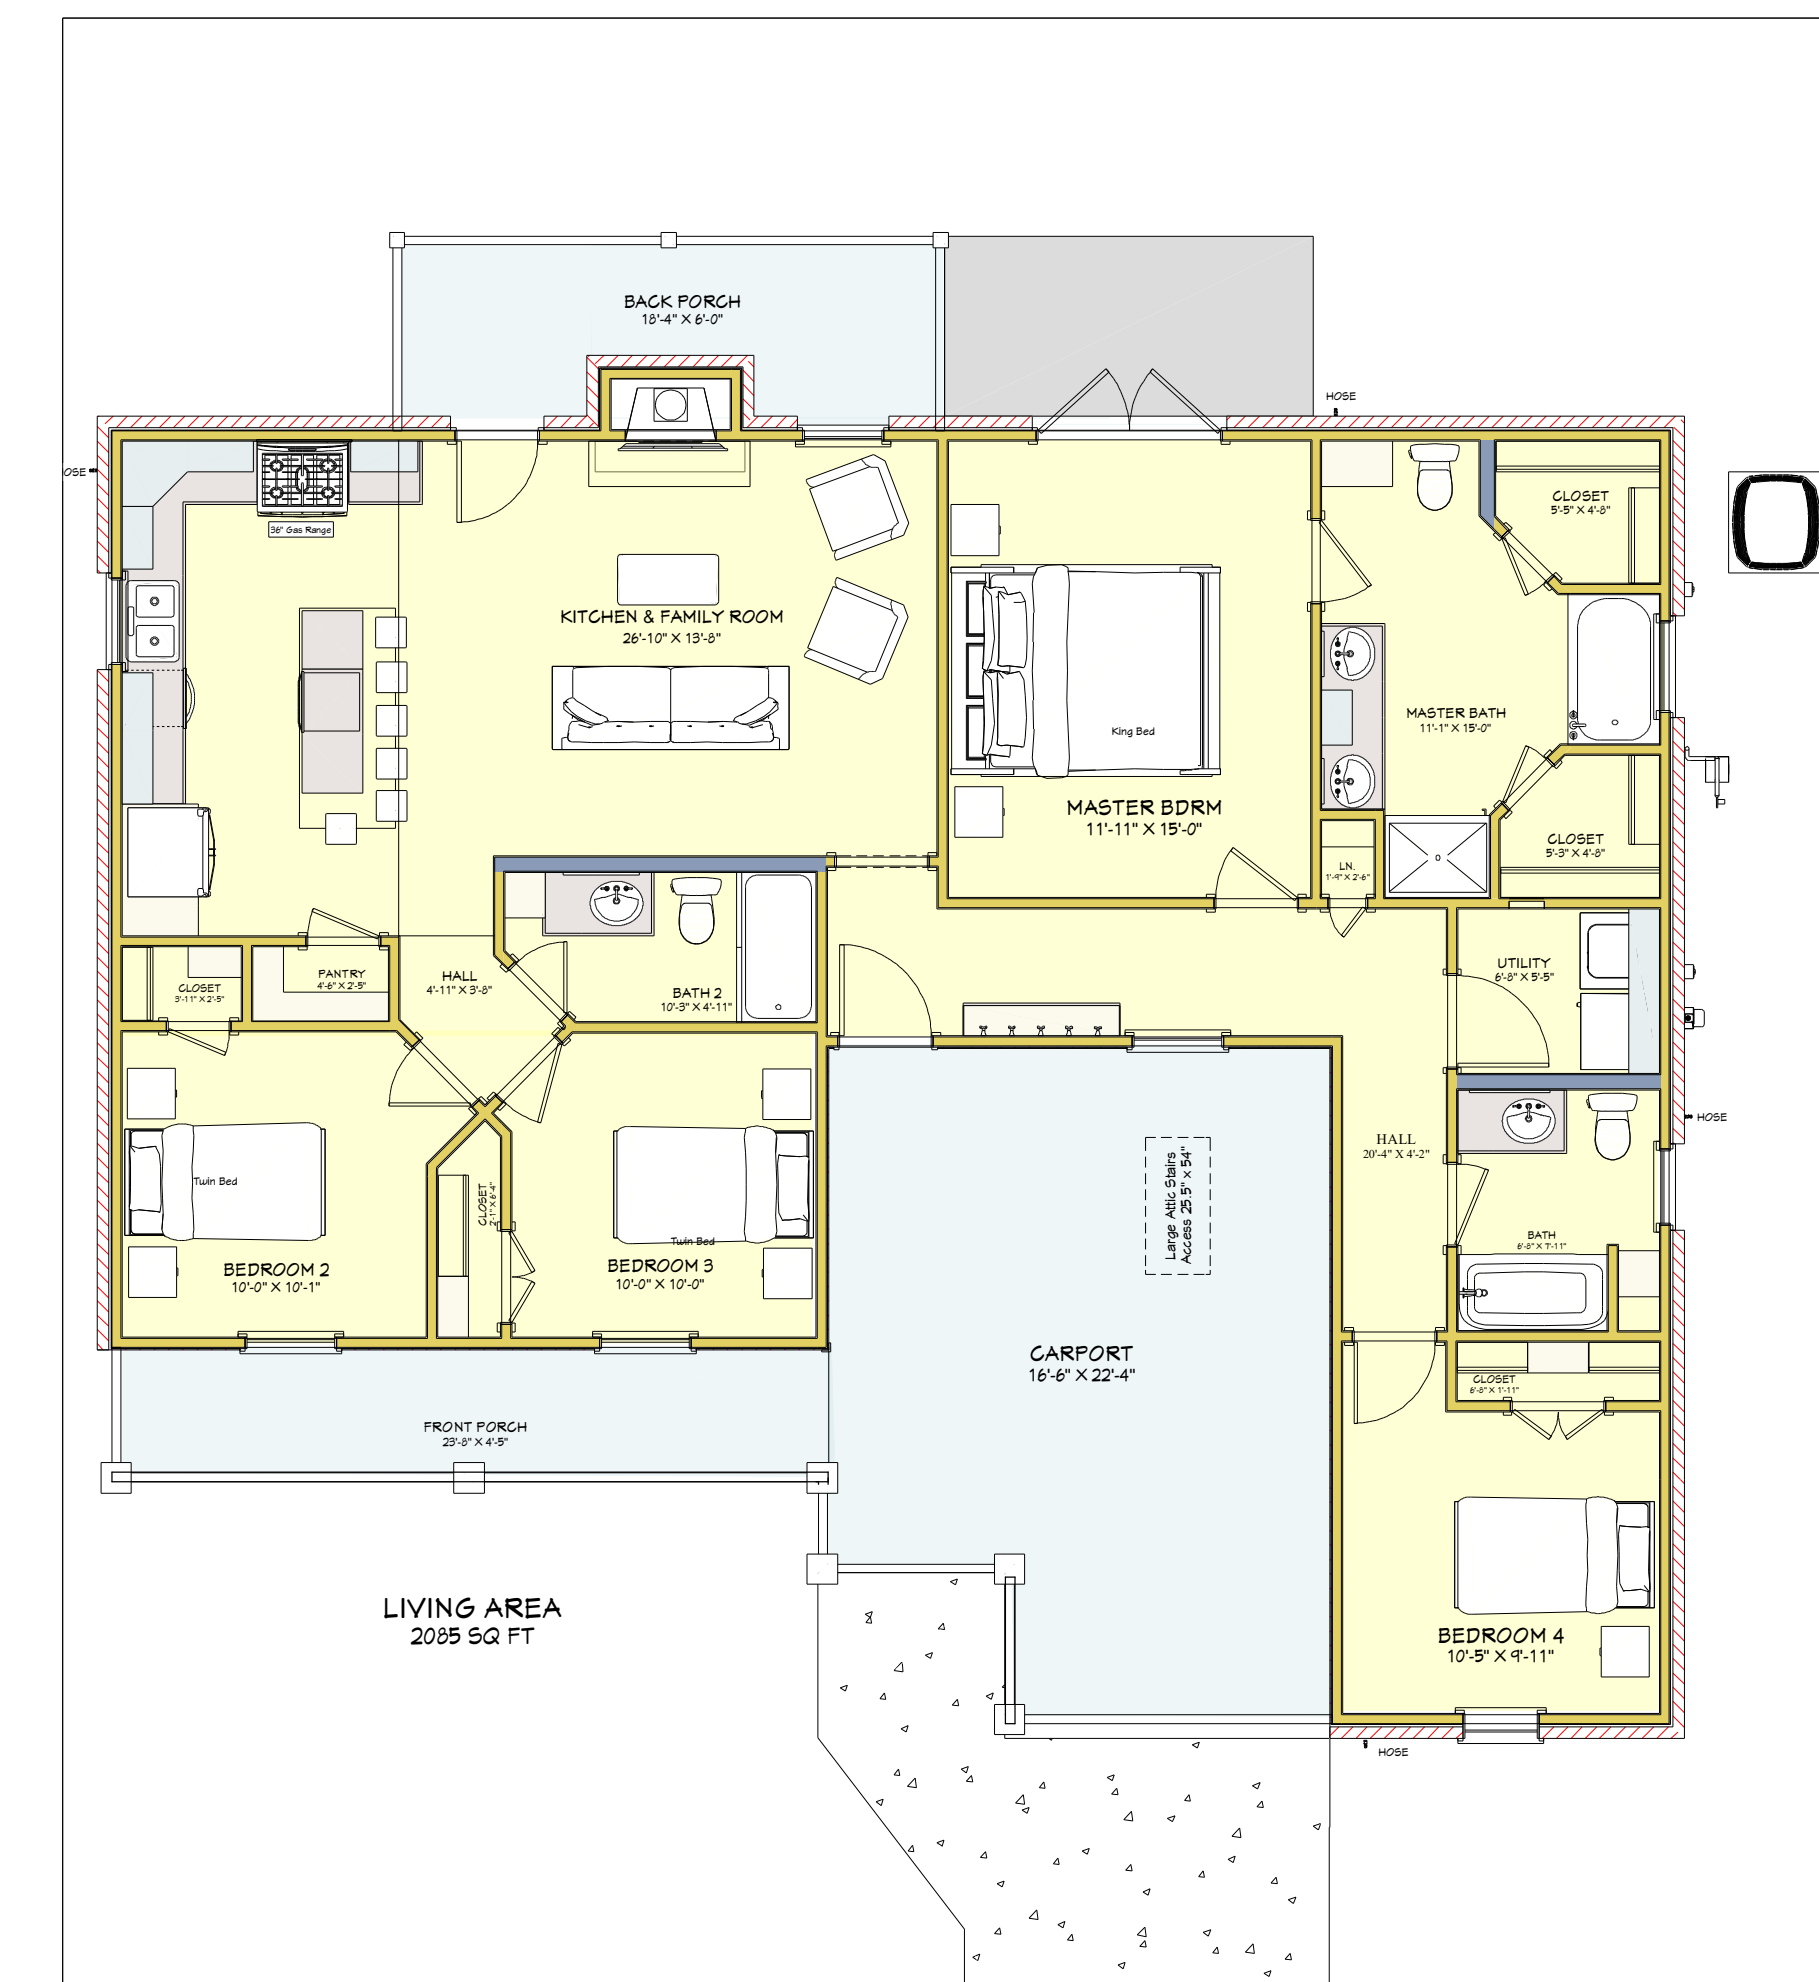 BACK PORCH
18'-4" X 6'-0"
HOSE
OSE
36" Gas Range
CLOSET
5'-5" X 4'-8"
KITCHEN & FAMILY ROOM
26'-10" X 13'-8"
King Bed
MASTER BATH
11'-1" X 15'-0"
MASTER BDRM
11'-11" X 15'-0"
CLOSET
5'-3" X 4'-8"
LN.
1'-9" X 2'-6"
UTILITY
6'-8" X 5'-5"
PANTRY
4'-6" X 2'-5"
HALL
4'-11" X 3'-8"
CLOSET
3'-11" X 2'-5"
BATH 2
10'-3" X 4'-11"
HOSE
HALL
20'-4" X 4'-2"
Large Attic Stairs
Access 25.5" x 54"
Twin Bed
CLOSET
2'-1" X 6'-4"
Twin Bed
BATH
6'-8" X 7'-11"
BEDROOM 2
10'-0" X 10'-1"
BEDROOM 3
10'-0" X 10'-0"
CARPORT
16'-6" X 22'-4"
CLOSET
6'-8" X 1'-11"
FRONT PORCH
23'-8" X 4'-5"
LIVING AREA
2085 SQ FT
BEDROOM 4
10'-5" X 9'-11"
HOSE